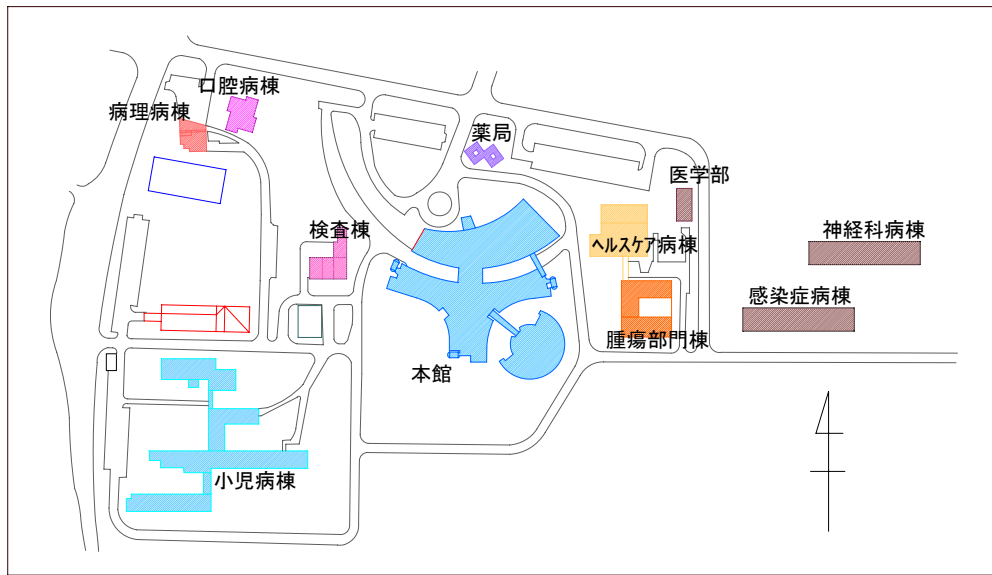 口腔病棟
病理病棟
薬局
医学部
検査棟
神経科病棟
ヘルスケア病棟
感染症病棟
腫瘍部門棟
本館
小児病棟